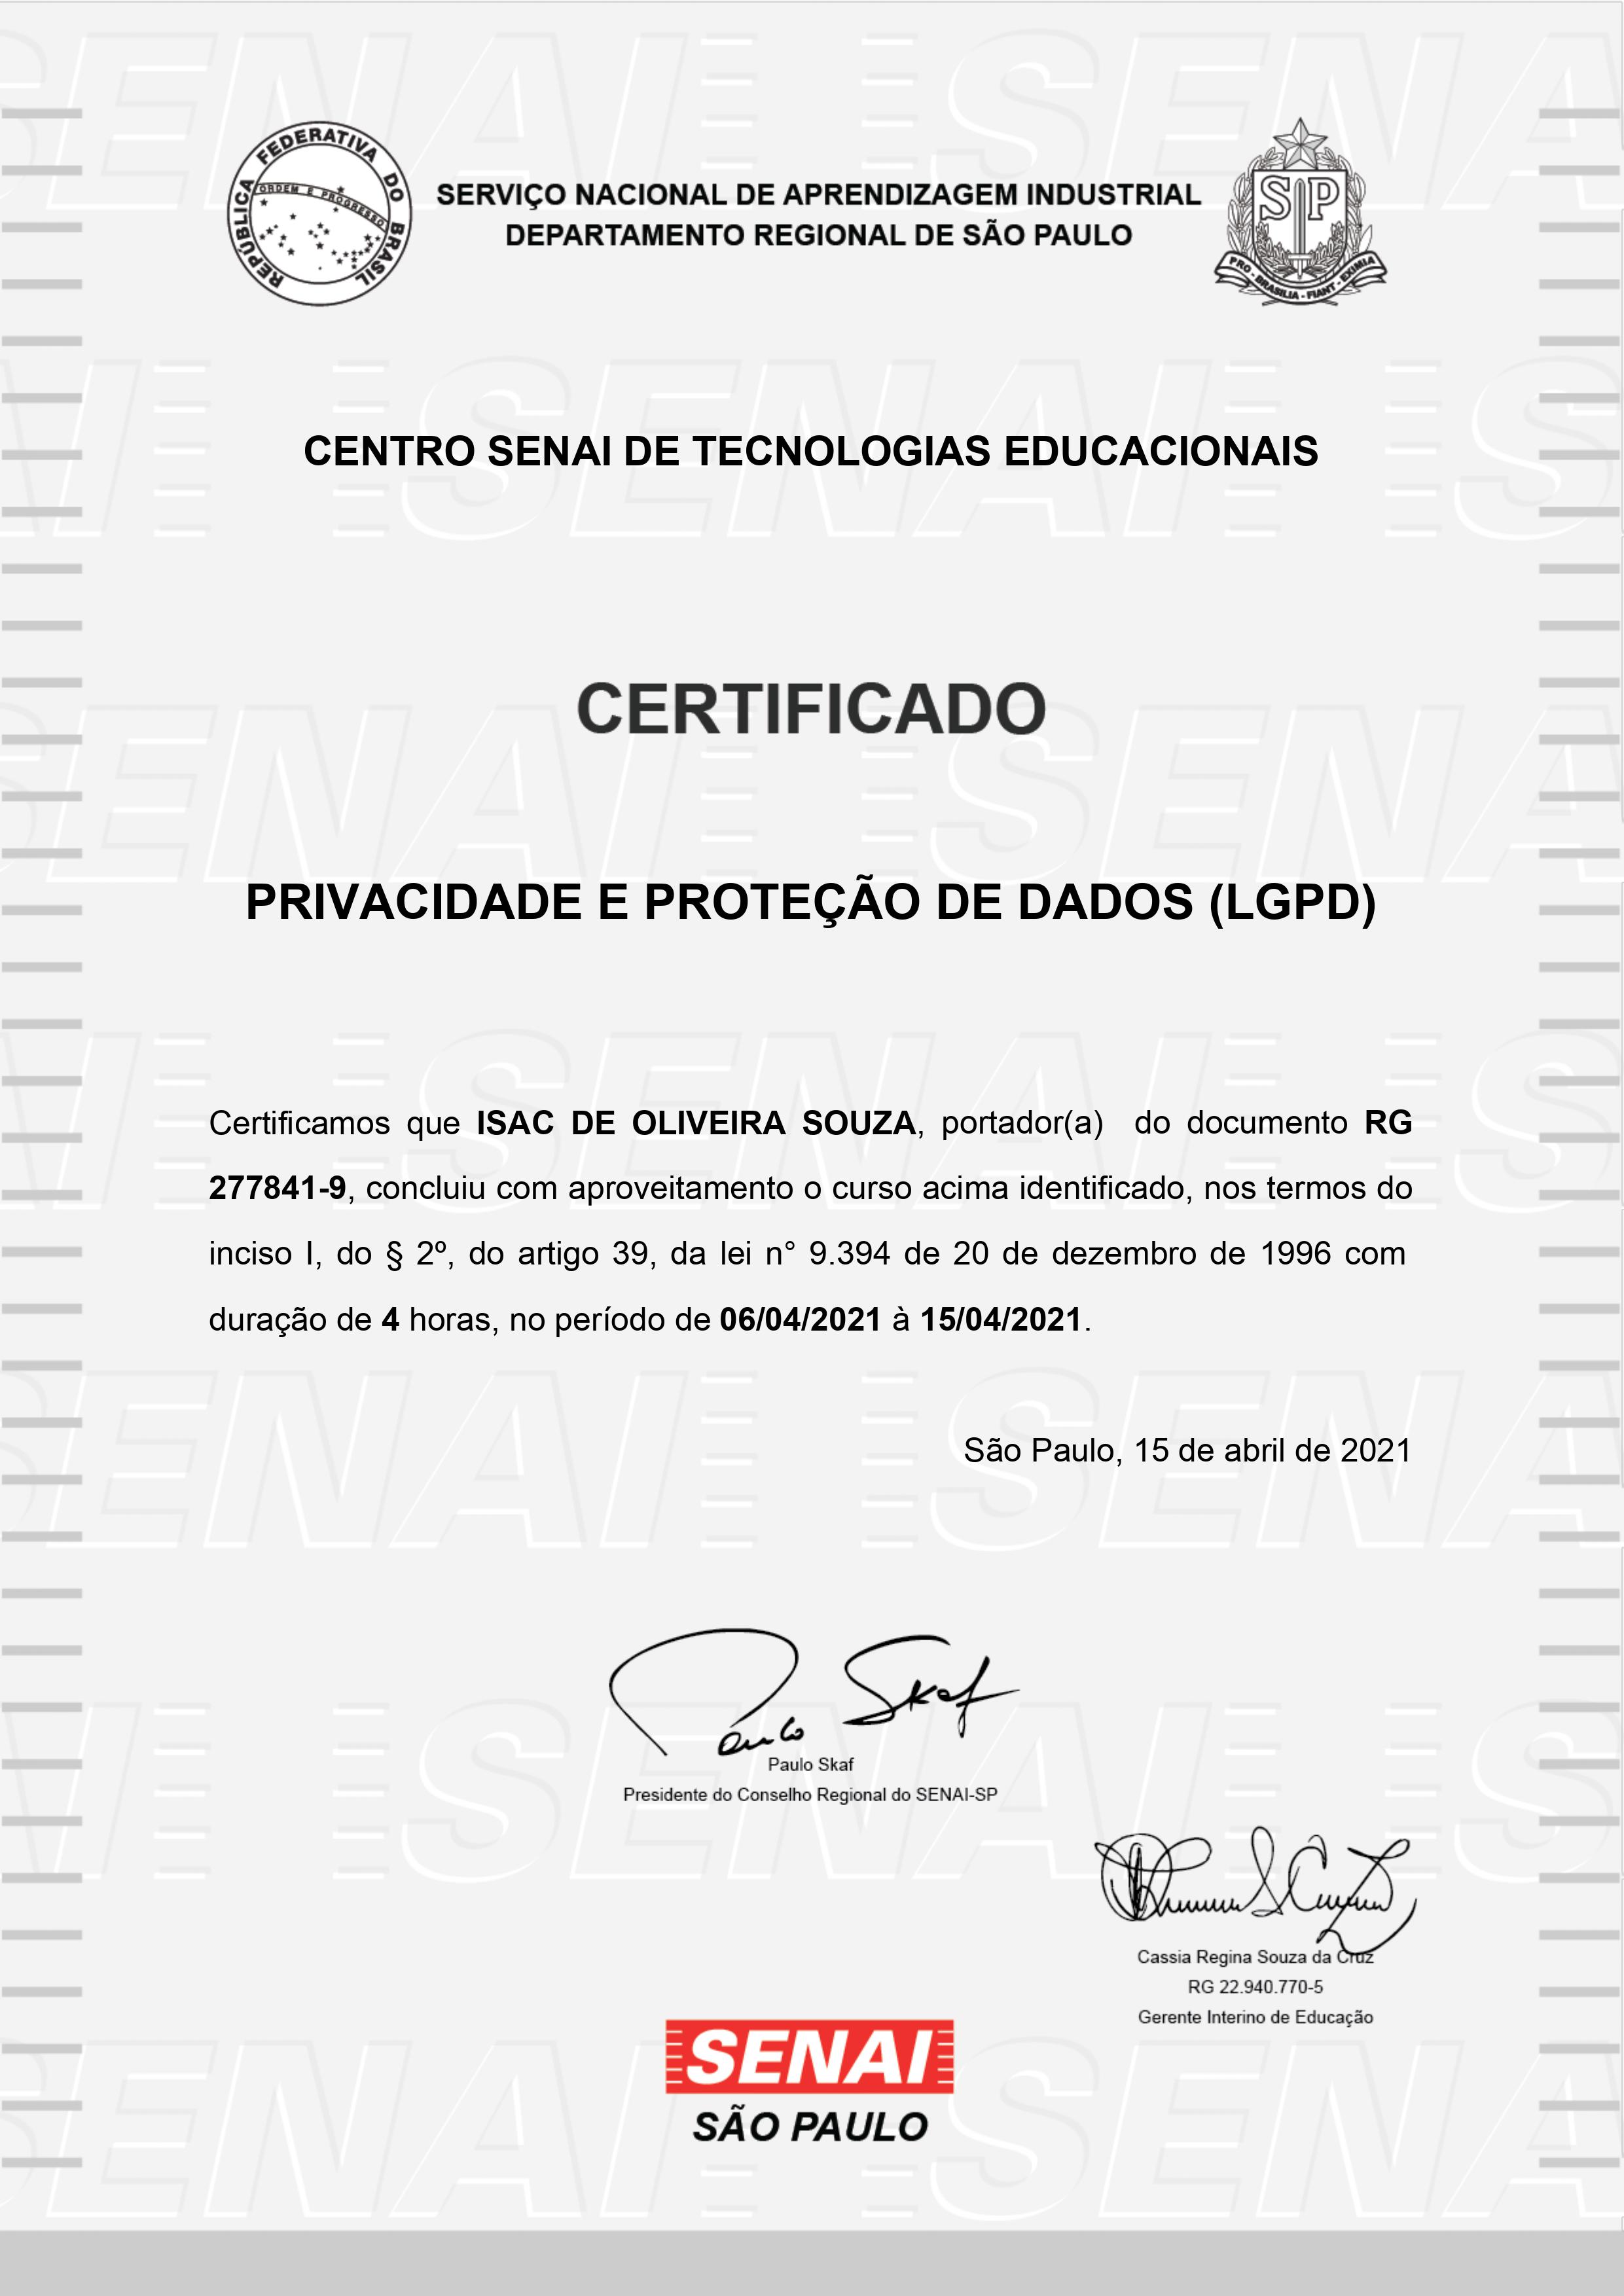 REPÚBLICA FEDERATIVA DO BRASIL
ORDEM E PROGRESSO
SERVIÇO NACIONAL DE APRENDIZAGEM INDUSTRIAL
DEPARTAMENTO REGIONAL DE SÃO PAULO
SP
PRO - BRASILIA - FIANT - EXIMIA
CENTRO SENAI DE TECNOLOGIAS EDUCACIONAIS
CERTIFICADO
PRIVACIDADE E PROTEÇÃO DE DADOS (LGPD)
Certificamos que ISAC DE OLIVEIRA SOUZA, portador(a) do documento RG
277841-9, concluiu com aproveitamento o curso acima identificado, nos termos do
inciso I, do § 2º, do artigo 39, da lei n° 9.394 de 20 de dezembro de 1996 com
duração de 4 horas, no período de 06/04/2021 à 15/04/2021.
São Paulo, 15 de abril de 2021
Paulo Skaf
Paulo Skaf
Presidente do Conselho Regional do SENAI-SP
Cassia Regina Souza da Cruz
RG 22.940.770-5
Gerente Interino de Educação
SENAI
SÃO PAULO